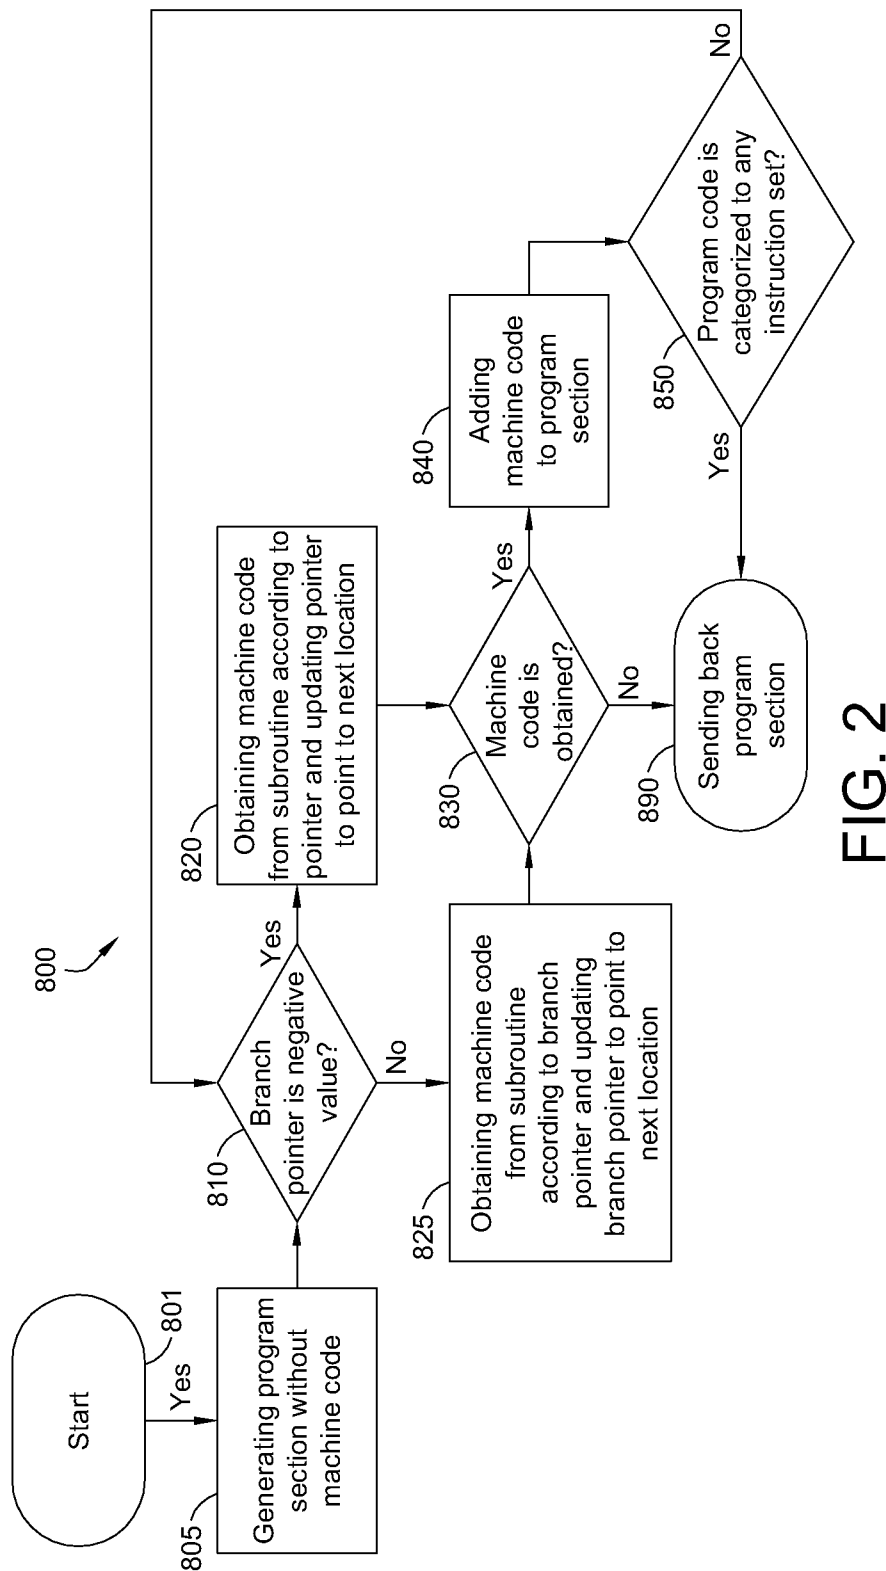 800
Start
801
Yes
805
Generating program
section without
machine code
810
Branch
pointer is negative
value?
Yes
No
820
Obtaining machine code
from subroutine according to
pointer and updating pointer
to point to next location
825
Obtaining machine code
from subroutine
according to branch
pointer and updating
branch pointer to point to
next location
830
Machine
code is
obtained?
Yes
No
840
Adding
machine code
to program
section
850
Program code is
categorized to any
instruction set?
No
Yes
890
Sending back
program
section
FIG. 2